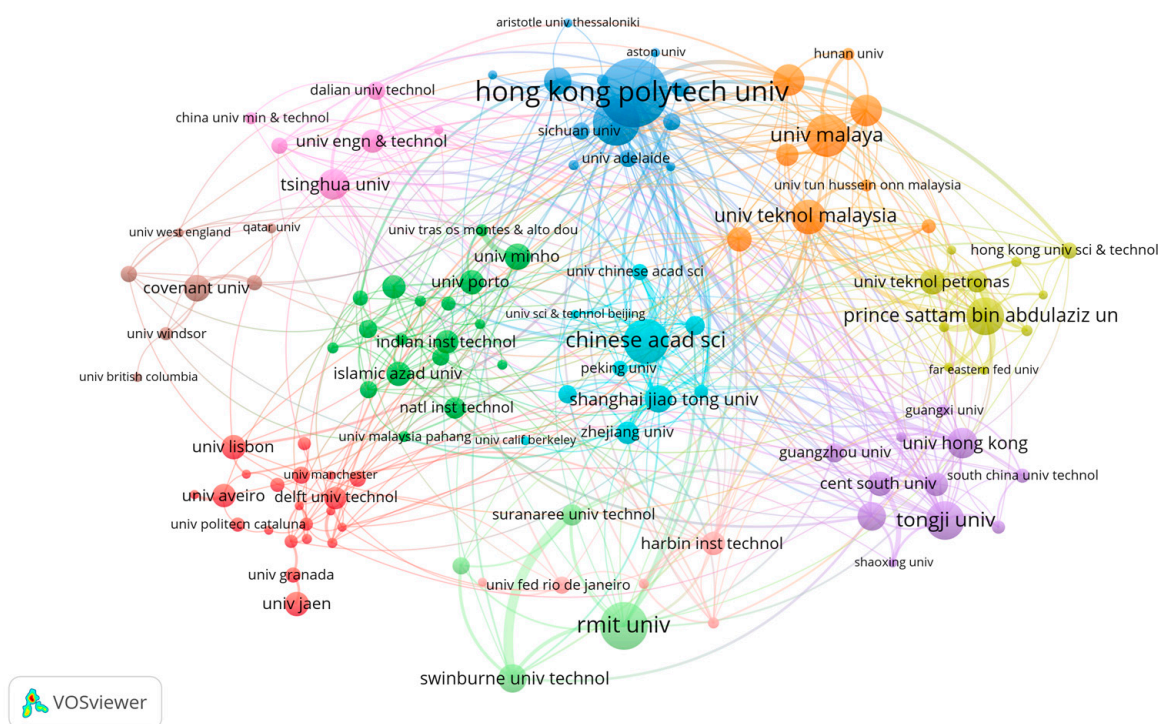 aristotle univ thessaloniki
aston univ
hunan univ
dalian univ technol
hong kong polytech univ
china univ min & technol
sichuan univ
univ malaya
univ engn & technol
univ adelaide
tsinghua univ
univ tun hussein onn malaysia
univ teknol malaysia
qatar univ
univ west england
univ tras os montes & alto dou
hong kong univ sci & technol
univ minho
univ chinese acad sci
univ porto
univ teknol petronas
covenant univ
univ sci & technol beijing
prince sattam bin abdulaziz un
univ windsor
indian inst technol
chinese acad sci
peking univ
far eastern fed univ
islamic azad univ
univ british columbia
shanghai jiao tong univ
natl inst technol
guangxi univ
zhejiang univ
univ malaysia pahang
univ calif berkeley
univ hong kong
univ lisbon
guangzhou univ
univ manchester
south china univ technol
cent south univ
univ aveiro
delft univ technol
suranaree univ technol
tongji univ
univ politecn cataluna
harbin inst technol
shaoxing univ
univ granada
univ fed rio de janeiro
univ jaen
rmit univ
swinburne univ technol
VOSviewer